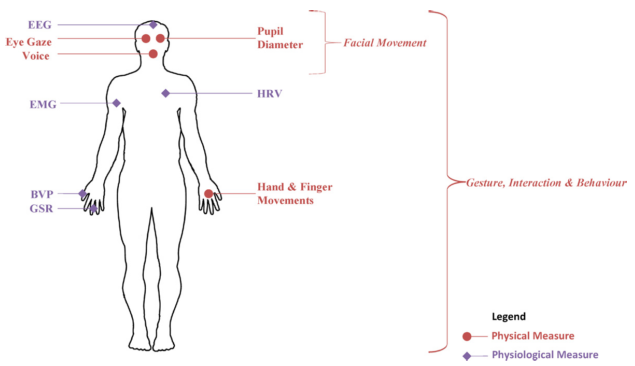 EEG
Eye Gaze
Voice
Pupil
Diameter
Facial Movement
EMG
HRV
BVP
GSR
Hand & Finger
Movements
Gesture, Interaction & Behaviour
Legend
Physical Measure
Physiological Measure